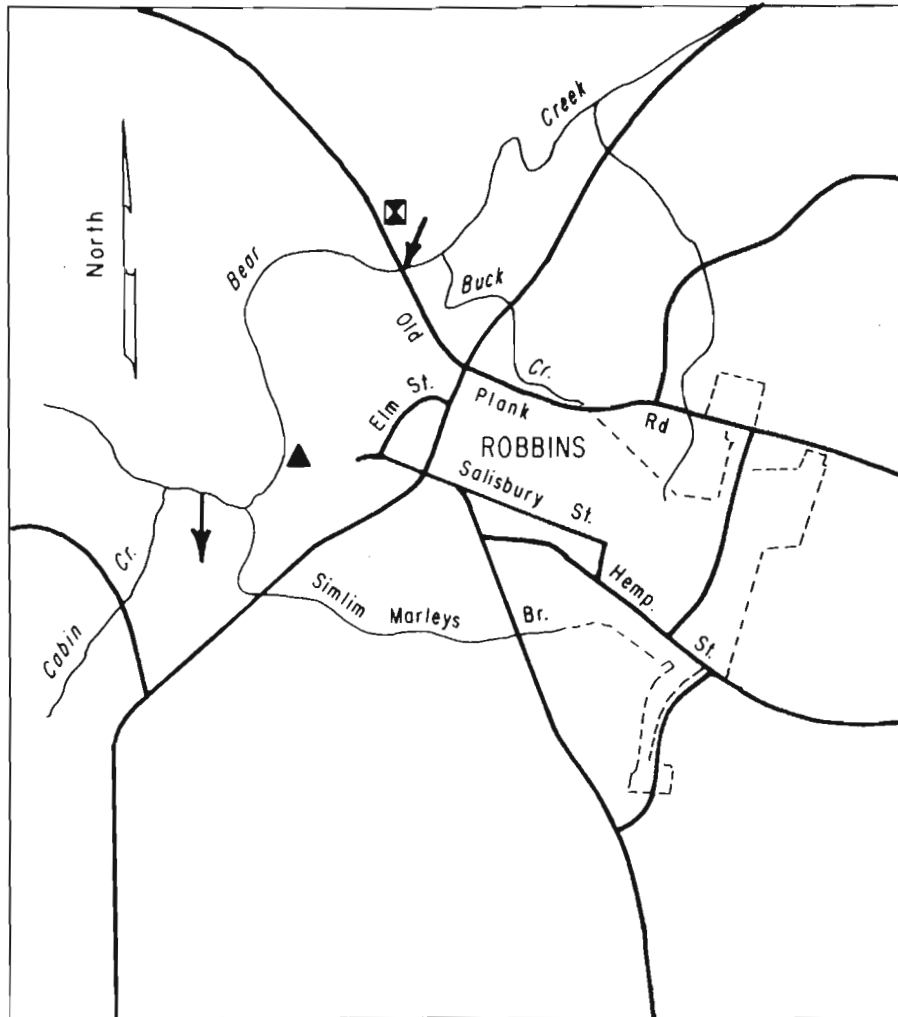 Creek
North
Bear
Buck
Old
Cr.
Elm St.
Plank
Rd
ROBBINS
Salisbury
St.
Cr.
Hemp.
Simlim
Marleys
Br.
St.
Cabin